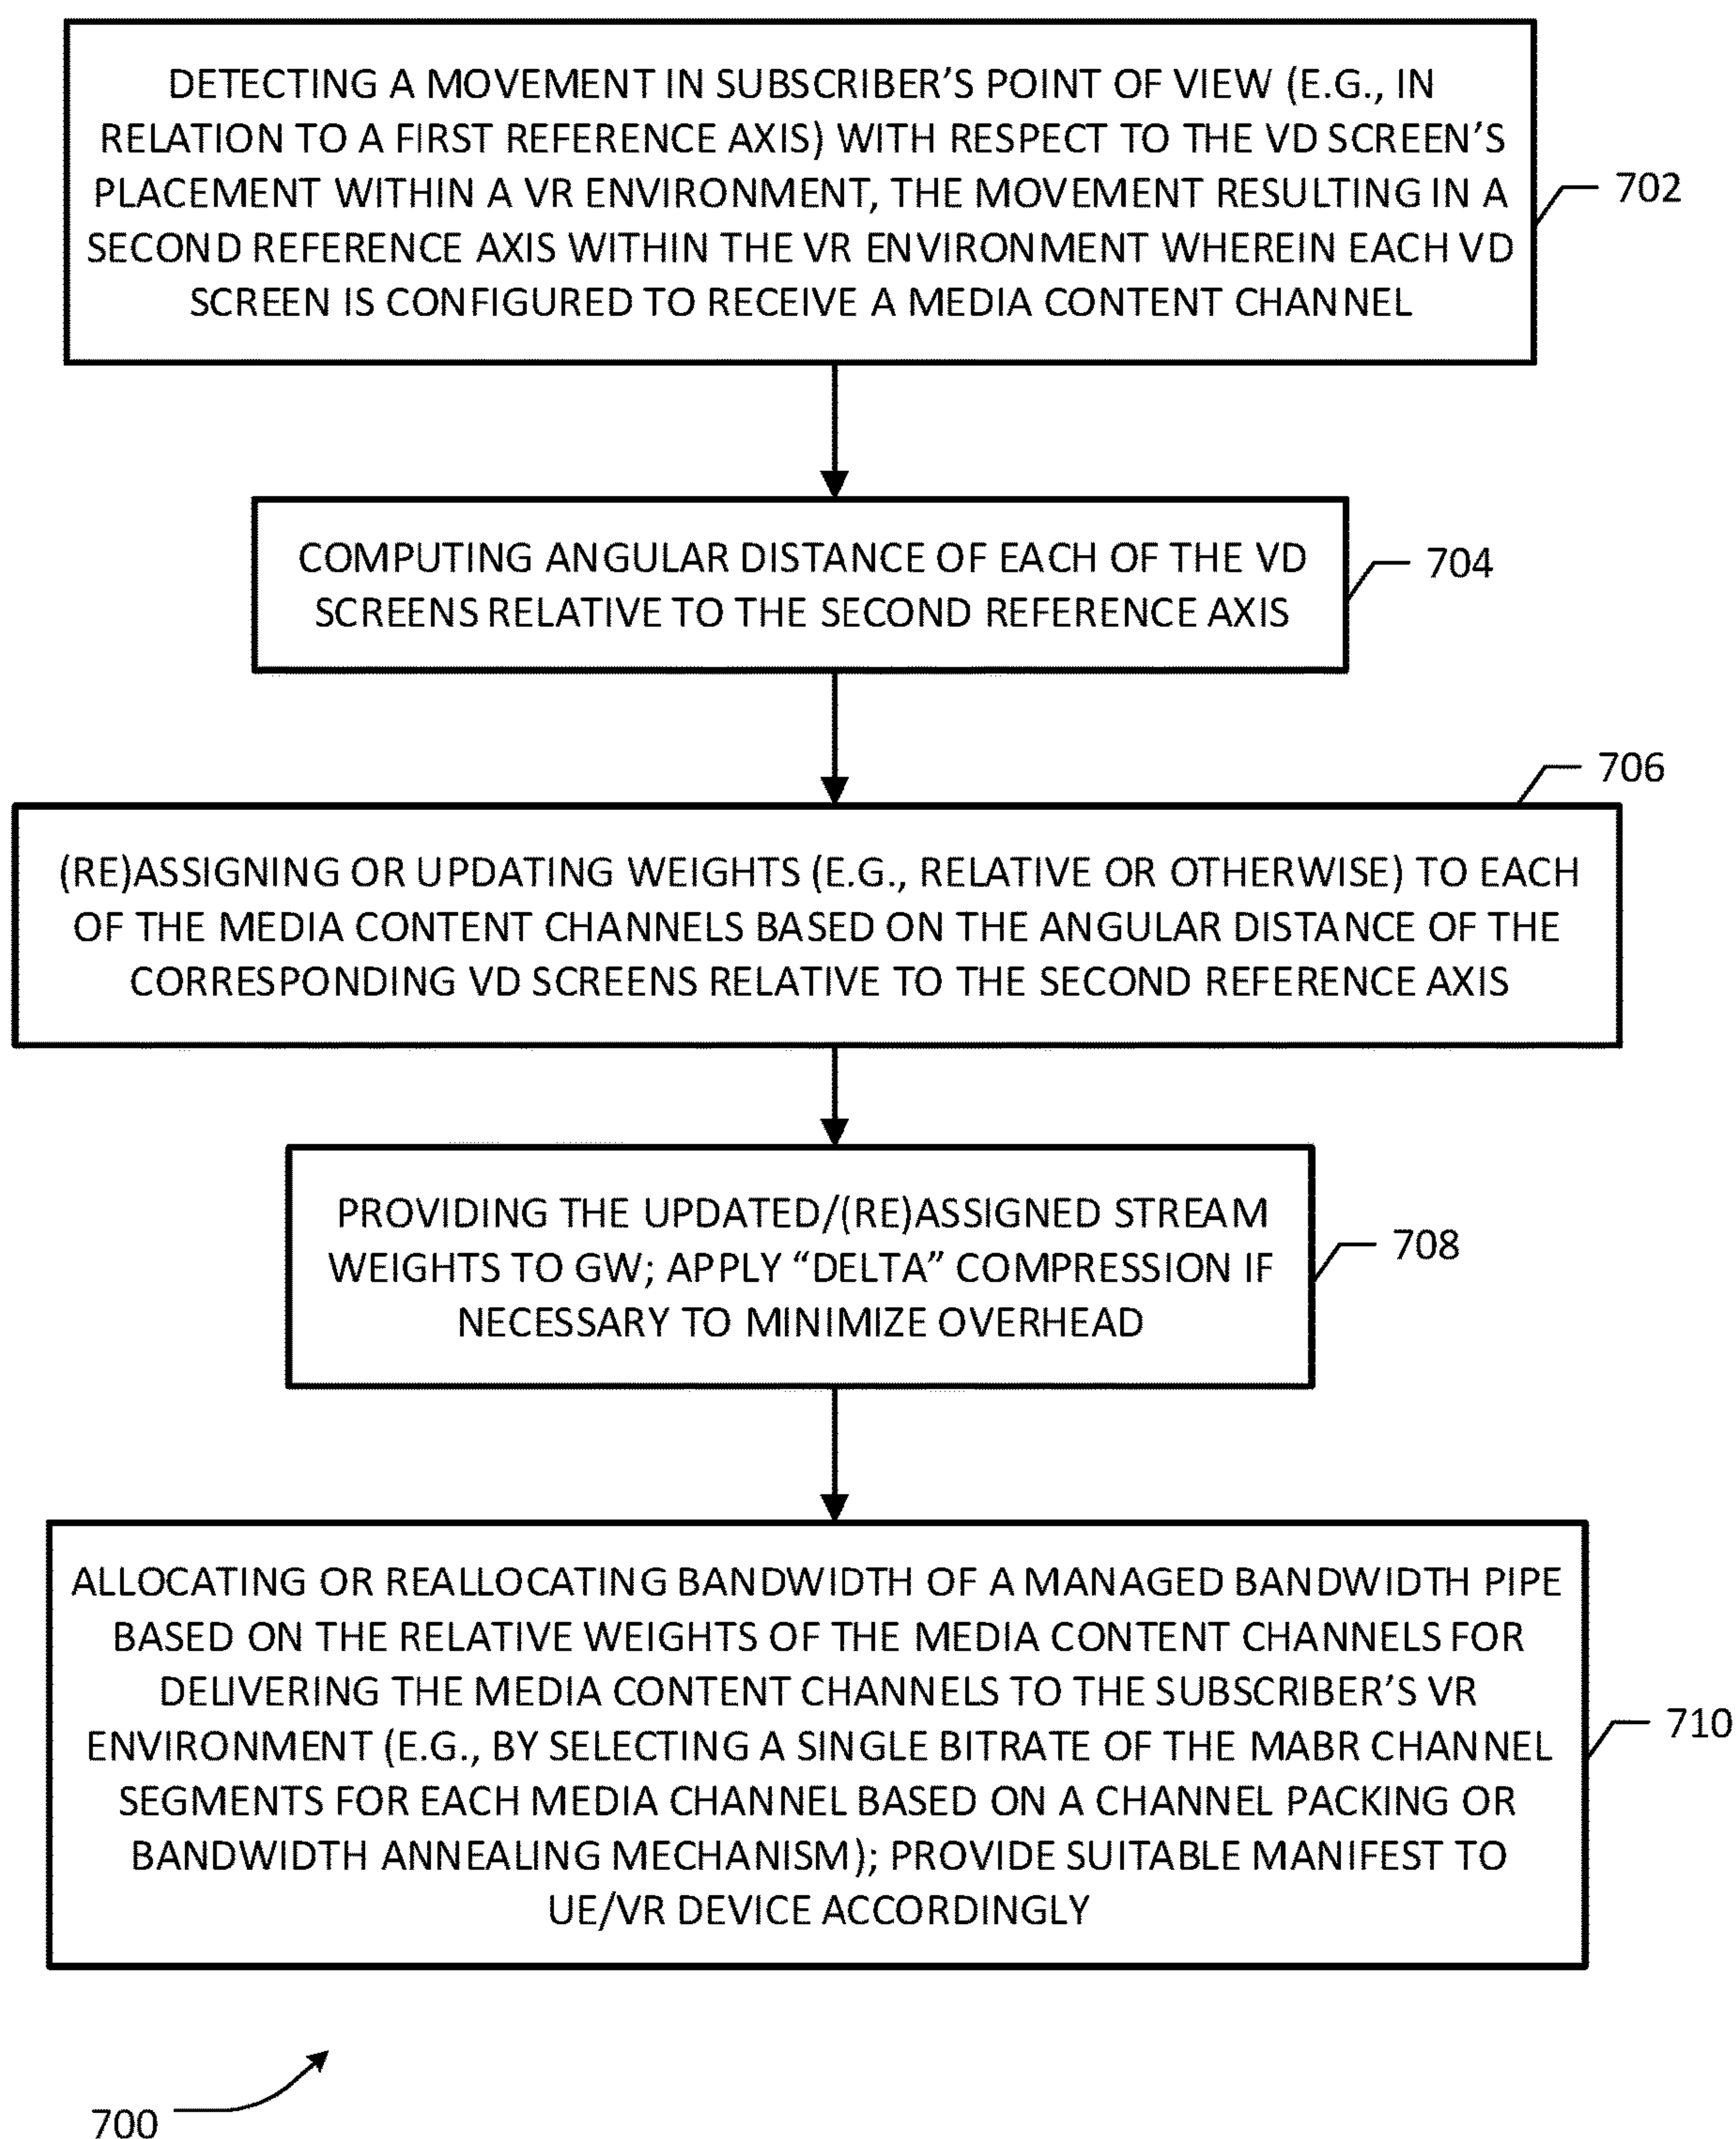 DETECTING A MOVEMENT IN SUBSCRIBER'S POINT OF VIEW (E.G., IN
RELATION TO A FIRST REFERENCE AXIS) WITH RESPECT TO THE VD SCREEN'S
PLACEMENT WITHIN A VR ENVIRONMENT, THE MOVEMENT RESULTING IN A
SECOND REFERENCE AXIS WITHIN THE VR ENVIRONMENT WHEREIN EACH VD
SCREEN IS CONFIGURED TO RECEIVE A MEDIA CONTENT CHANNEL
702
COMPUTING ANGULAR DISTANCE OF EACH OF THE VD
SCREENS RELATIVE TO THE SECOND REFERENCE AXIS
704
706
(RE)ASSIGNING OR UPDATING WEIGHTS (E.G., RELATIVE OR OTHERWISE) TO EACH
OF THE MEDIA CONTENT CHANNELS BASED ON THE ANGULAR DISTANCE OF THE
CORRESPONDING VD SCREENS RELATIVE TO THE SECOND REFERENCE AXIS
PROVIDING THE UPDATED/(RE)ASSIGNED STREAM
WEIGHTS TO GW; APPLY “DELTA” COMPRESSION IF
NECESSARY TO MINIMIZE OVERHEAD
708
ALLOCATING OR REALLOCATING BANDWIDTH OF A MANAGED BANDWIDTH PIPE
BASED ON THE RELATIVE WEIGHTS OF THE MEDIA CONTENT CHANNELS FOR
DELIVERING THE MEDIA CONTENT CHANNELS TO THE SUBSCRIBER'S VR
ENVIRONMENT (E.G., BY SELECTING A SINGLE BITRATE OF THE MABR CHANNEL
SEGMENTS FOR EACH MEDIA CHANNEL BASED ON A CHANNEL PACKING OR
BANDWIDTH ANNEALING MECHANISM); PROVIDE SUITABLE MANIFEST TO
UE/VR DEVICE ACCORDINGLY
710
700